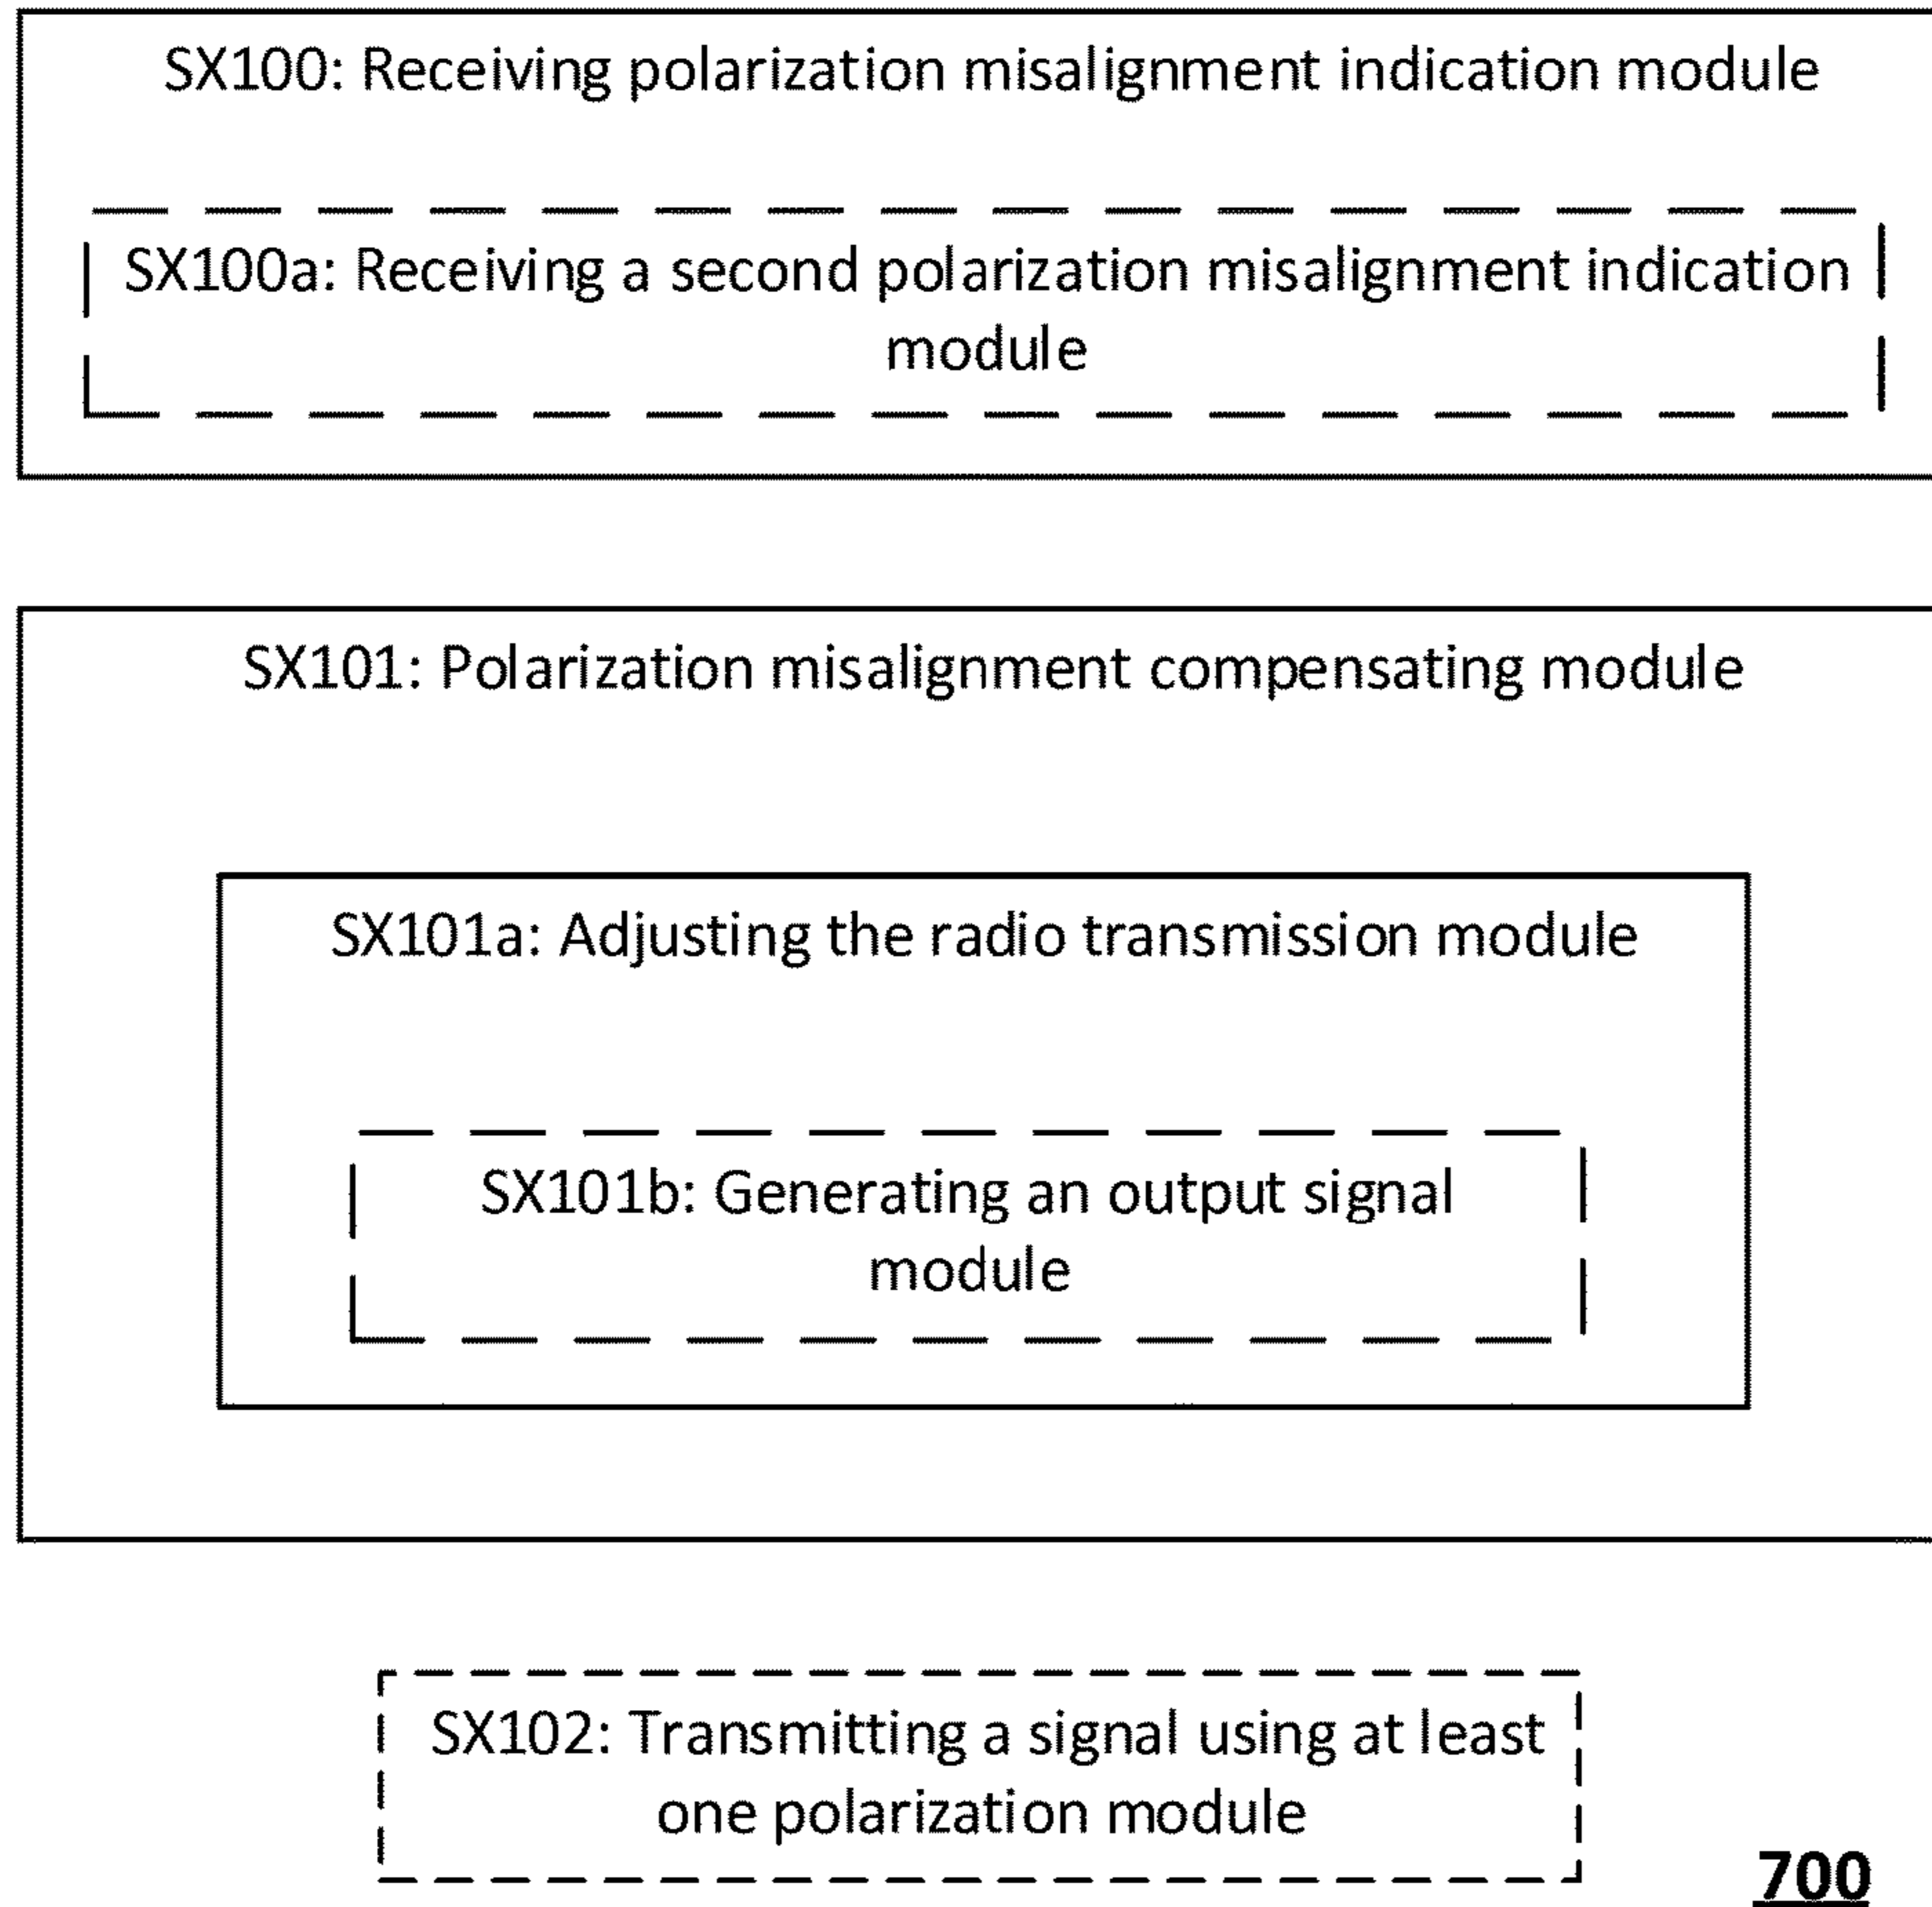 SX100: Receiving polarization misalignment indication module
SX100a: Receiving a second polarization misalignment indication
module
SX101: Polarization misalignment compensating module
SX101a: Adjusting the radio transmission module
SX101b: Generating an output signal
module
SX102: Transmitting a signal using at least
one polarization module
700